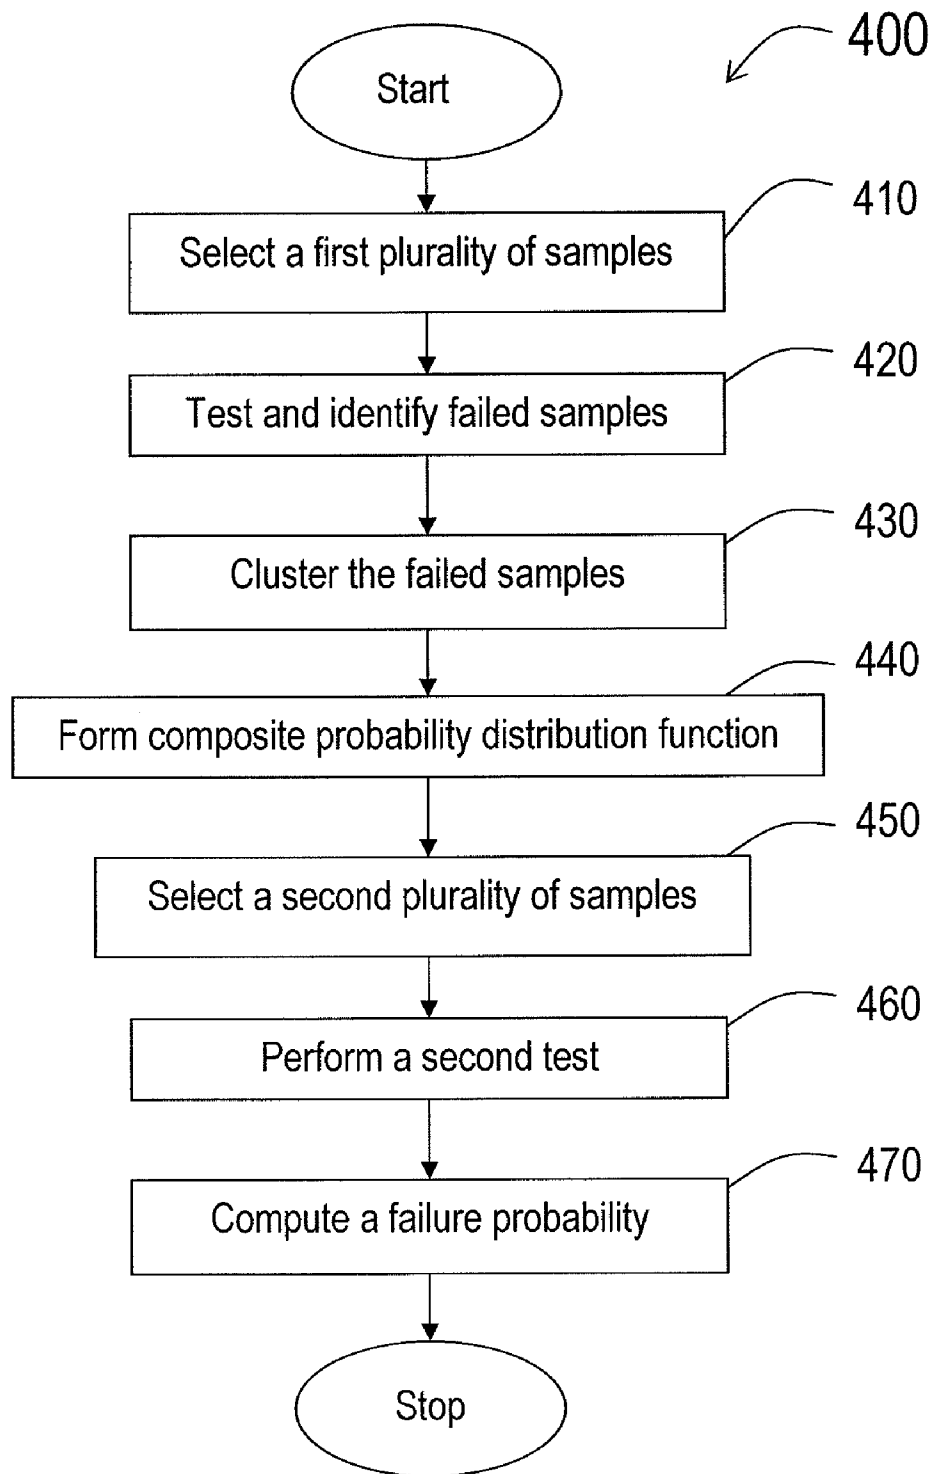 400
Start
410
Select a first plurality of samples
420
Test and identify failed samples
430
Cluster the failed samples
440
Form composite probability distribution function
450
Select a second plurality of samples
460
Perform a second test
470
Compute a failure probability
Stop